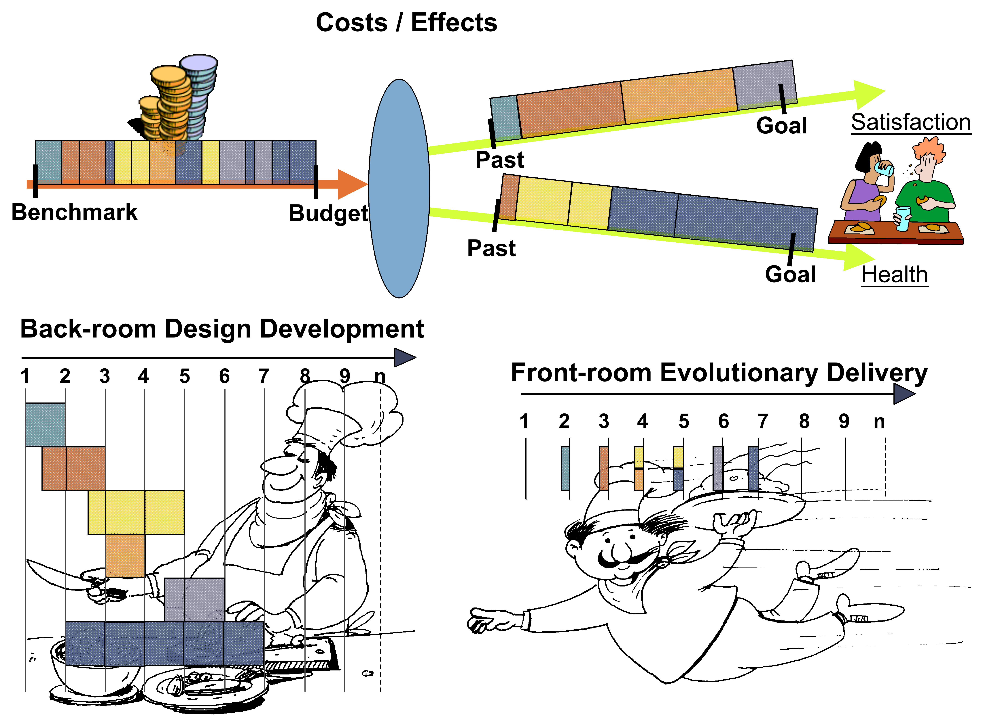 Costs / Effects
Satisfaction
Goal
Past
Benchmark
Budget
Past
Goal
Health
Back-room Design Development
1 2 3 4 5 6 7 8 9 n
Front-room Evolutionary Delivery
1 2 3 4 5 6 7 8 9 n